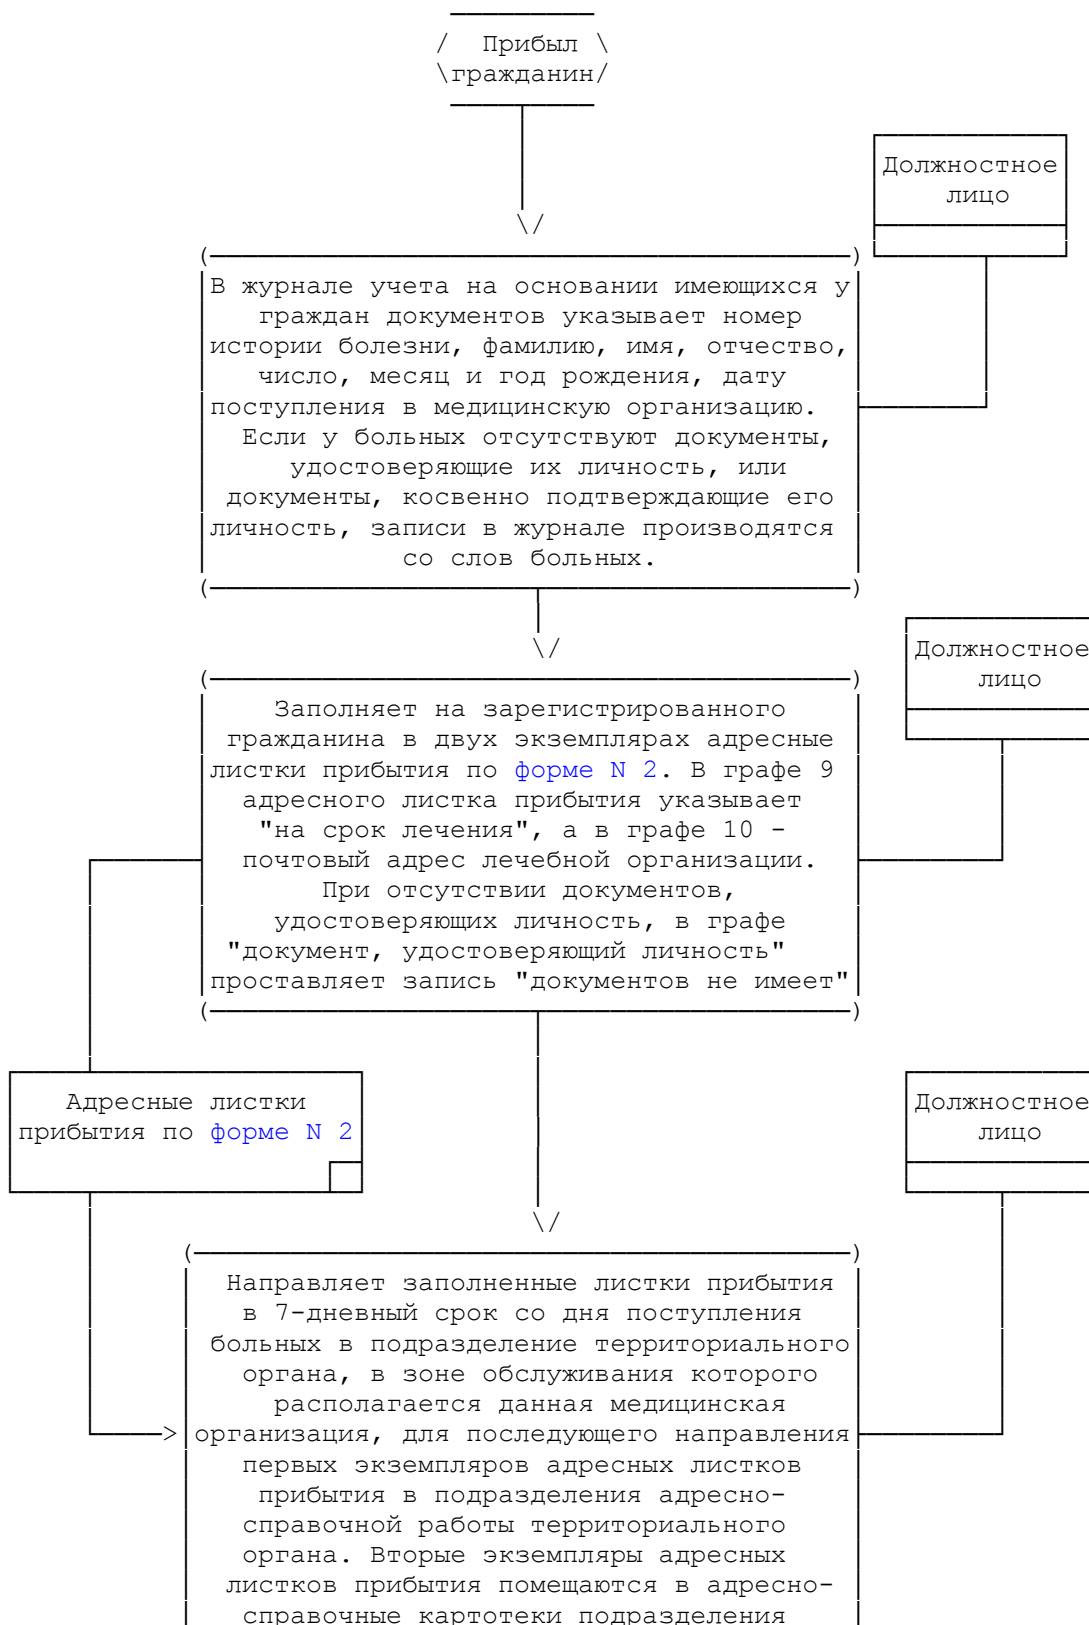 Прибыл
гражданин
Должностное
лицо
В журнале учета на основании имеющихся у
граждан документов указывает номер
истории болезни, фамилию, имя, отчество,
число, месяц и год рождения, дату
поступления в медицинскую организацию.
Если у больных отсутствуют документы,
удостоверяющие их личность, или
документы, косвенно подтверждающие его
личность, записи в журнале производятся
со слов больных.
Должностное
лицо
Заполняет на зарегистрированного
гражданина в двух экземплярах адресные
листки прибытия по форме N 2. В графе 9
адресного листка прибытия указывает
"на срок лечения", а в графе 10 -
почтовый адрес лечебной организации.
При отсутствии документов,
удостоверяющих личность, в графе
"документ, удостоверяющий личность"
проставляет запись "документов не имеет"
Адресные листки
прибытия по форме N 2
Должностное
лицо
Направляет заполненные листки прибытия
в 7-дневный срок со дня поступления
больных в подразделение территориального
органа, в зоне обслуживания которого
располагается данная медицинская
организация, для последующего направления
первых экземпляров адресных листков
прибытия в подразделения адресно-
справочной работы территориального
органа. Вторые экземпляры адресных
листков прибытия помещаются в адресно-
справочные картотеки подразделения